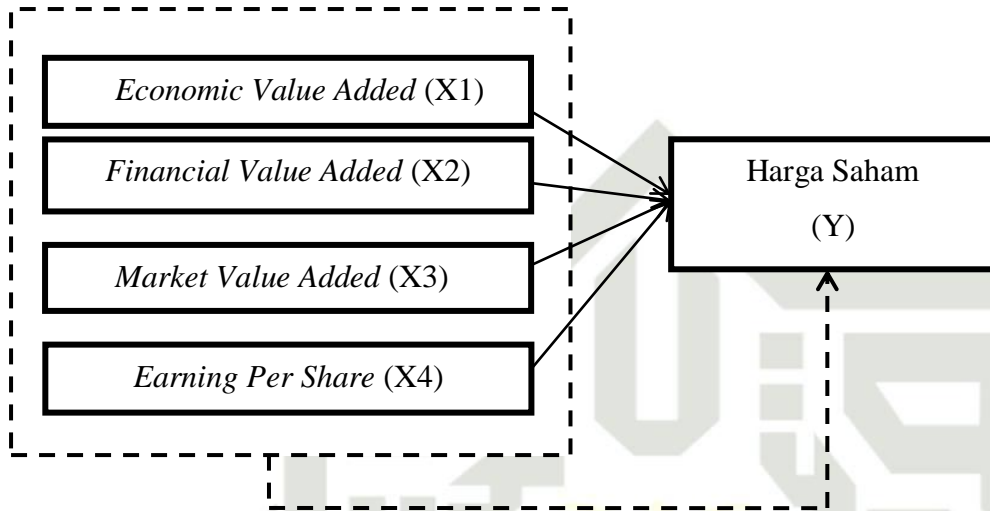 Economic Value Added (X1)
Financial Value Added (X2)
Market Value Added (X3)
Earning Per Share (X4)
Harga Saham
(Y)